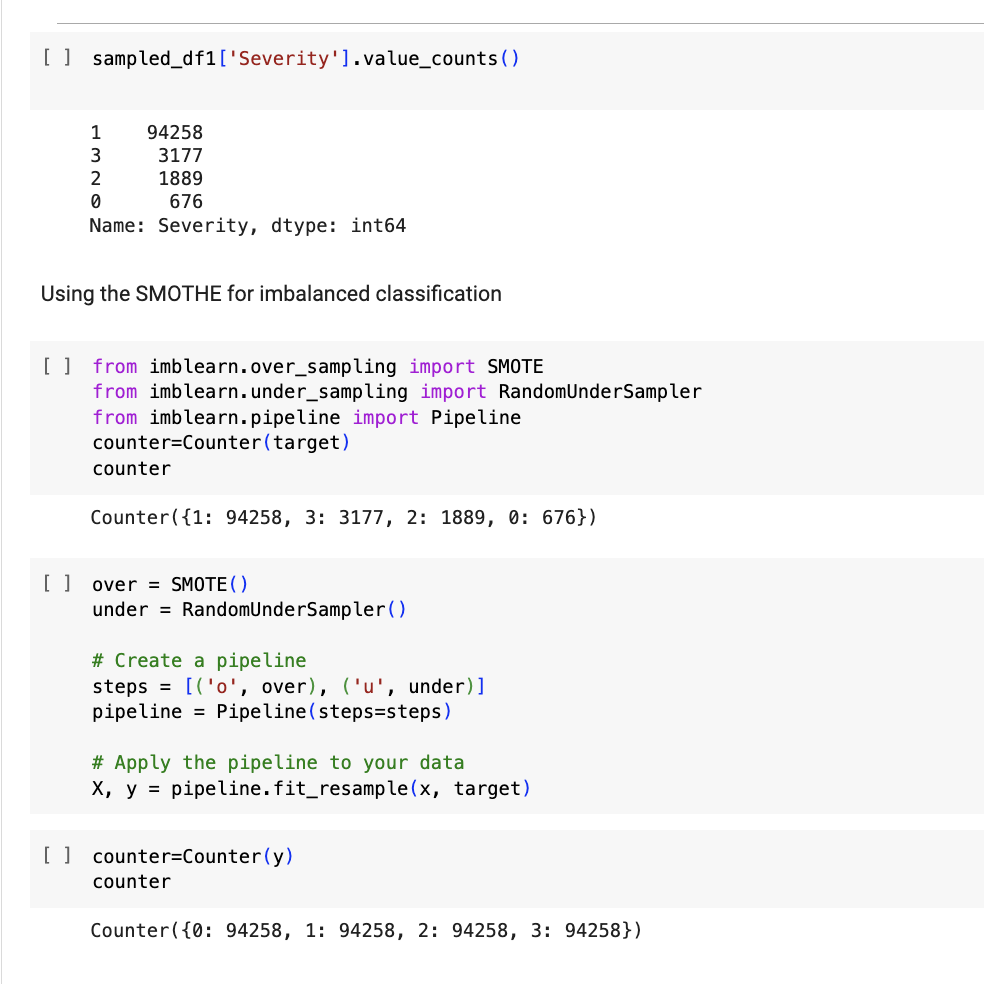 [ ] sampled_df1['Severity'].value_counts()
1    94258
3     3177
2     1889
0      676
Name: Severity, dtype: int64
Using the SMOTHE for imbalanced classification
[ ] from imblearn.over_sampling import SMOTE
from imblearn.under_sampling import RandomUnderSampler
from imblearn.pipeline import Pipeline
counter=Counter(target)
counter
Counter({1: 94258, 3: 3177, 2: 1889, 0: 676})
[ ] over = SMOTE()
under = RandomUnderSampler()
# Create a pipeline
steps = [('o', over), ('u', under)]
pipeline = Pipeline(steps=steps)
# Apply the pipeline to your data
X, y = pipeline.fit_resample(x, target)
[ ] counter=Counter(y)
counter
Counter({0: 94258, 1: 94258, 2: 94258, 3: 94258})